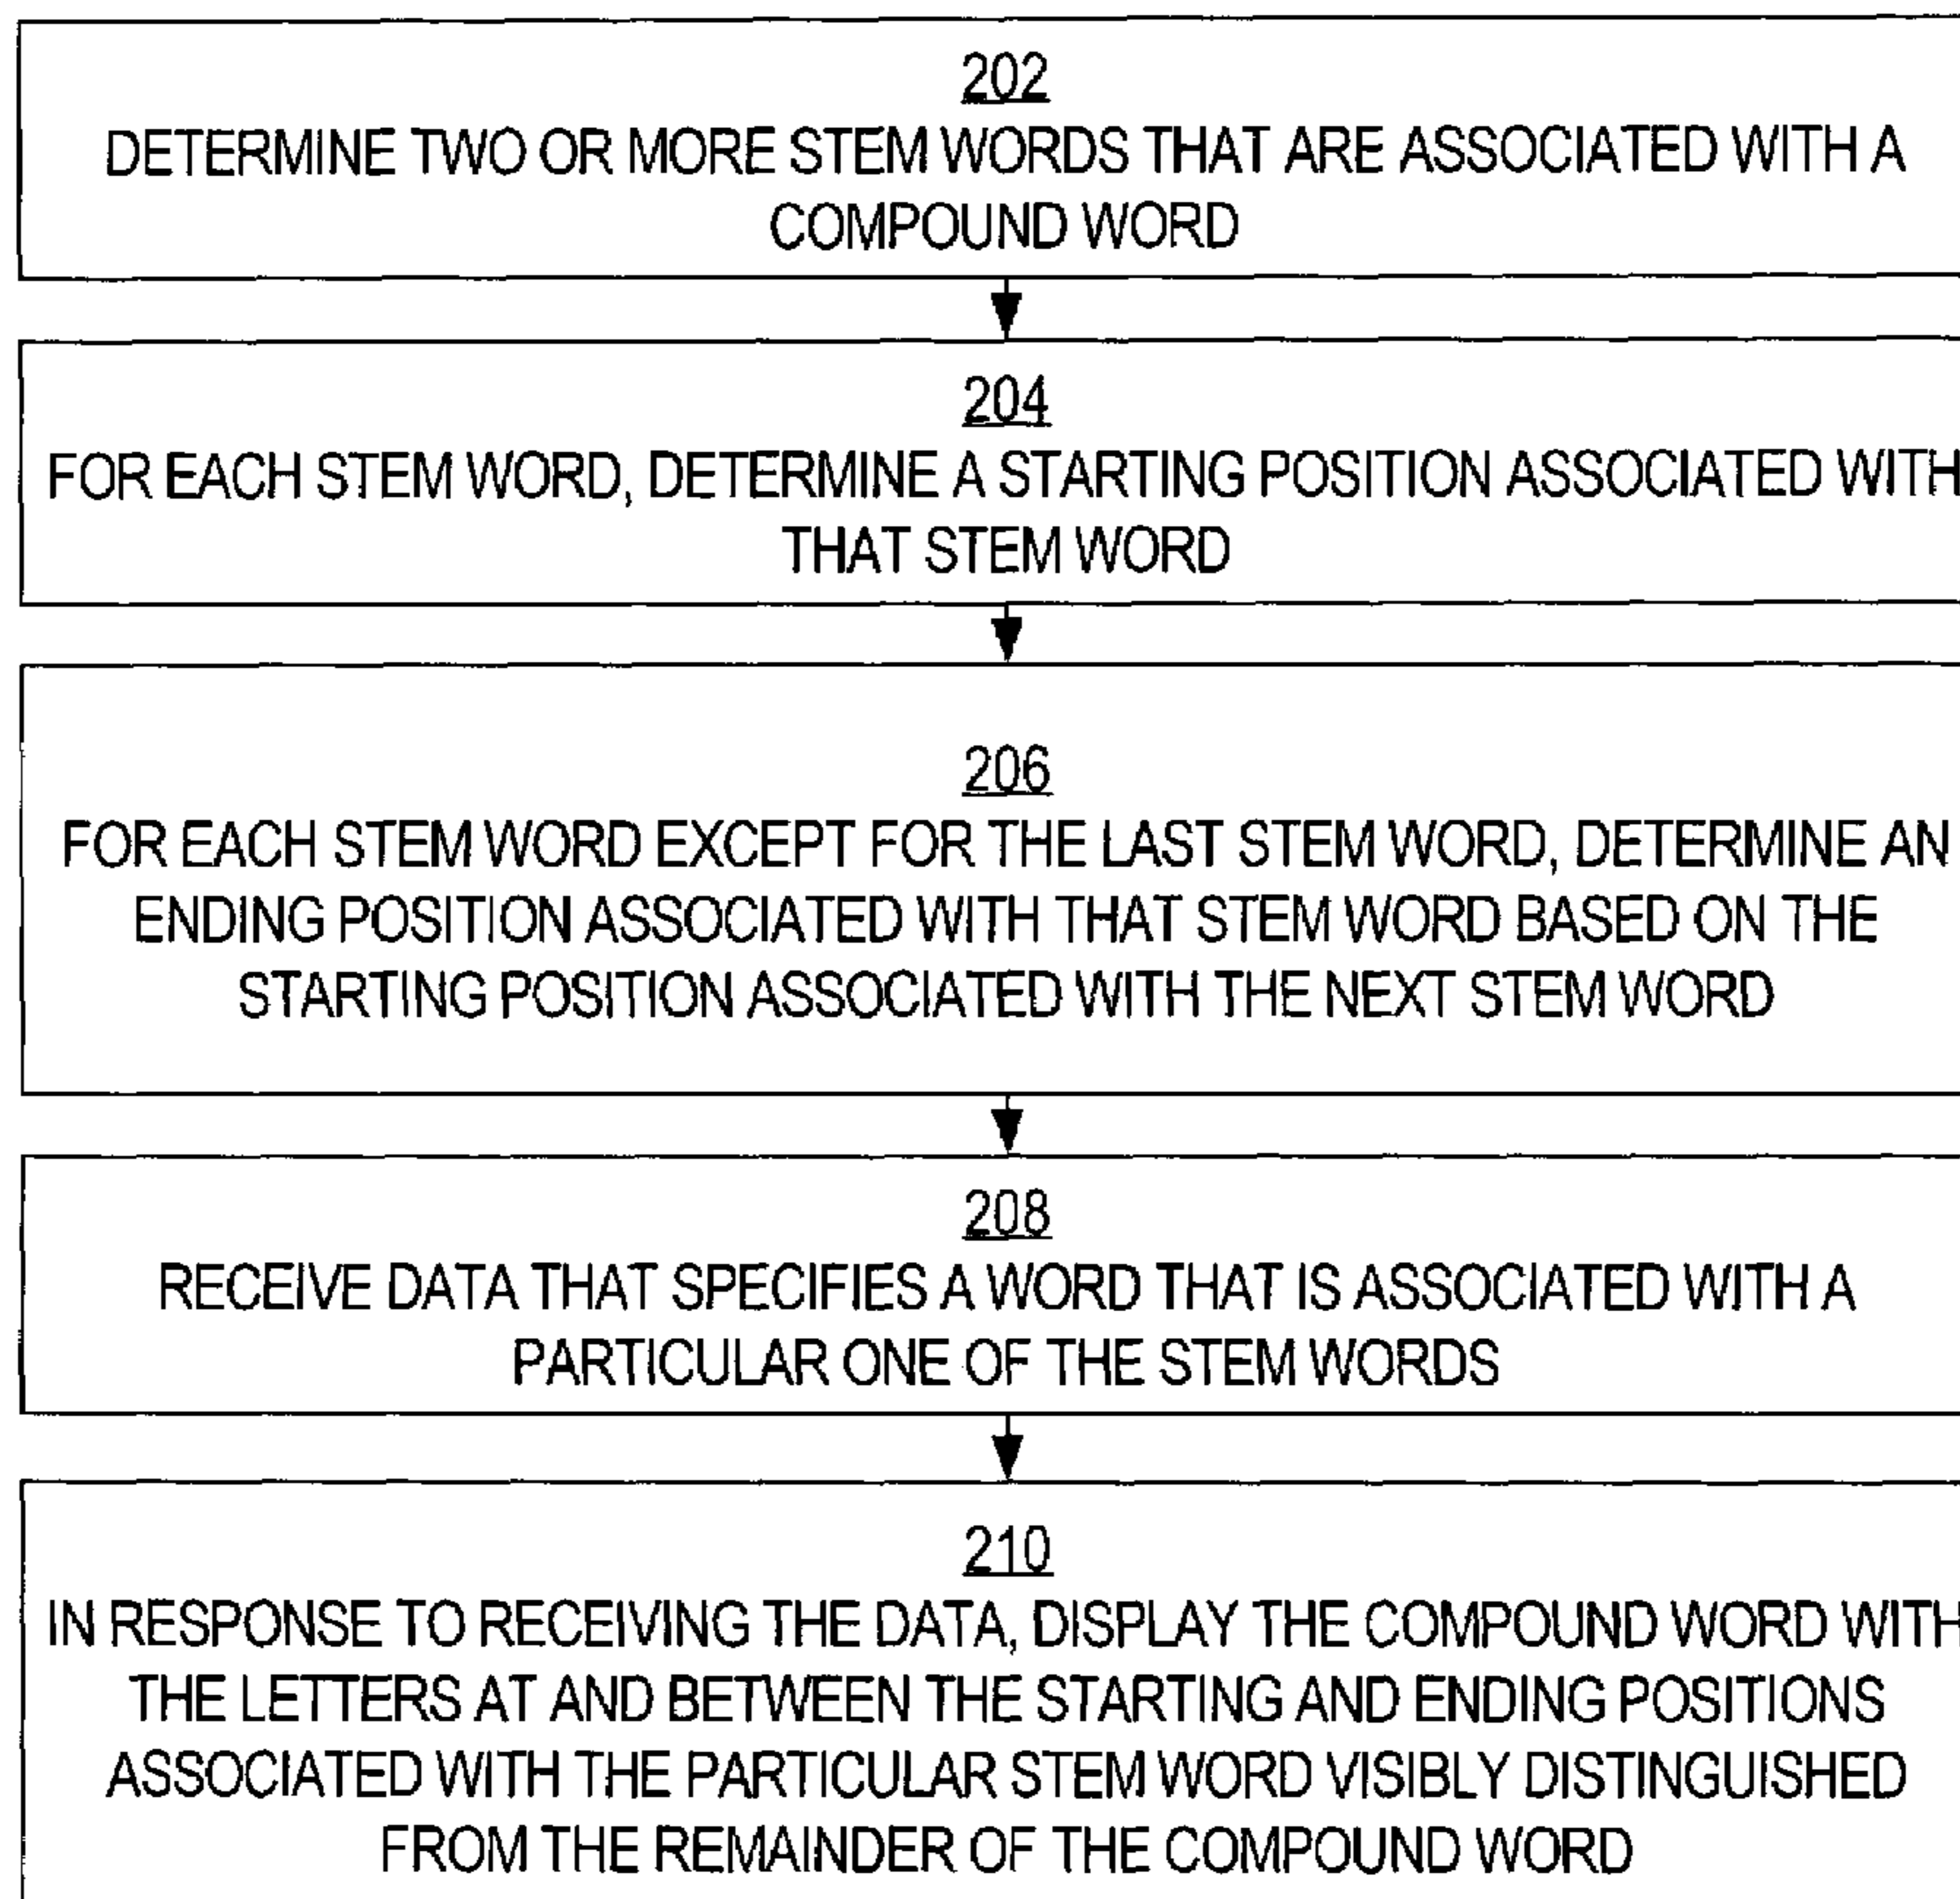 202
DETERMINE TWO OR MORE STEM WORDS THAT ARE ASSOCIATED WITH A
COMPOUND WORD
204
FOR EACH STEM WORD, DETERMINE A STARTING POSITION ASSOCIATED WITH
THAT STEM WORD
206
FOR EACH STEM WORD EXCEPT FOR THE LAST STEM WORD, DETERMINE AN
ENDING POSITION ASSOCIATED WITH THAT STEM WORD BASED ON THE
STARTING POSITION ASSOCIATED WITH THE NEXT STEM WORD
208
RECEIVE DATA THAT SPECIFIES A WORD THAT IS ASSOCIATED WITH A
PARTICULAR ONE OF THE STEM WORDS
210
IN RESPONSE TO RECEIVING THE DATA, DISPLAY THE COMPOUND WORD WITH
THE LETTERS AT AND BETWEEN THE STARTING AND ENDING POSITIONS
ASSOCIATED WITH THE PARTICULAR STEM WORD VISIBLY DISTINGUISHED
FROM THE REMAINDER OF THE COMPOUND WORD